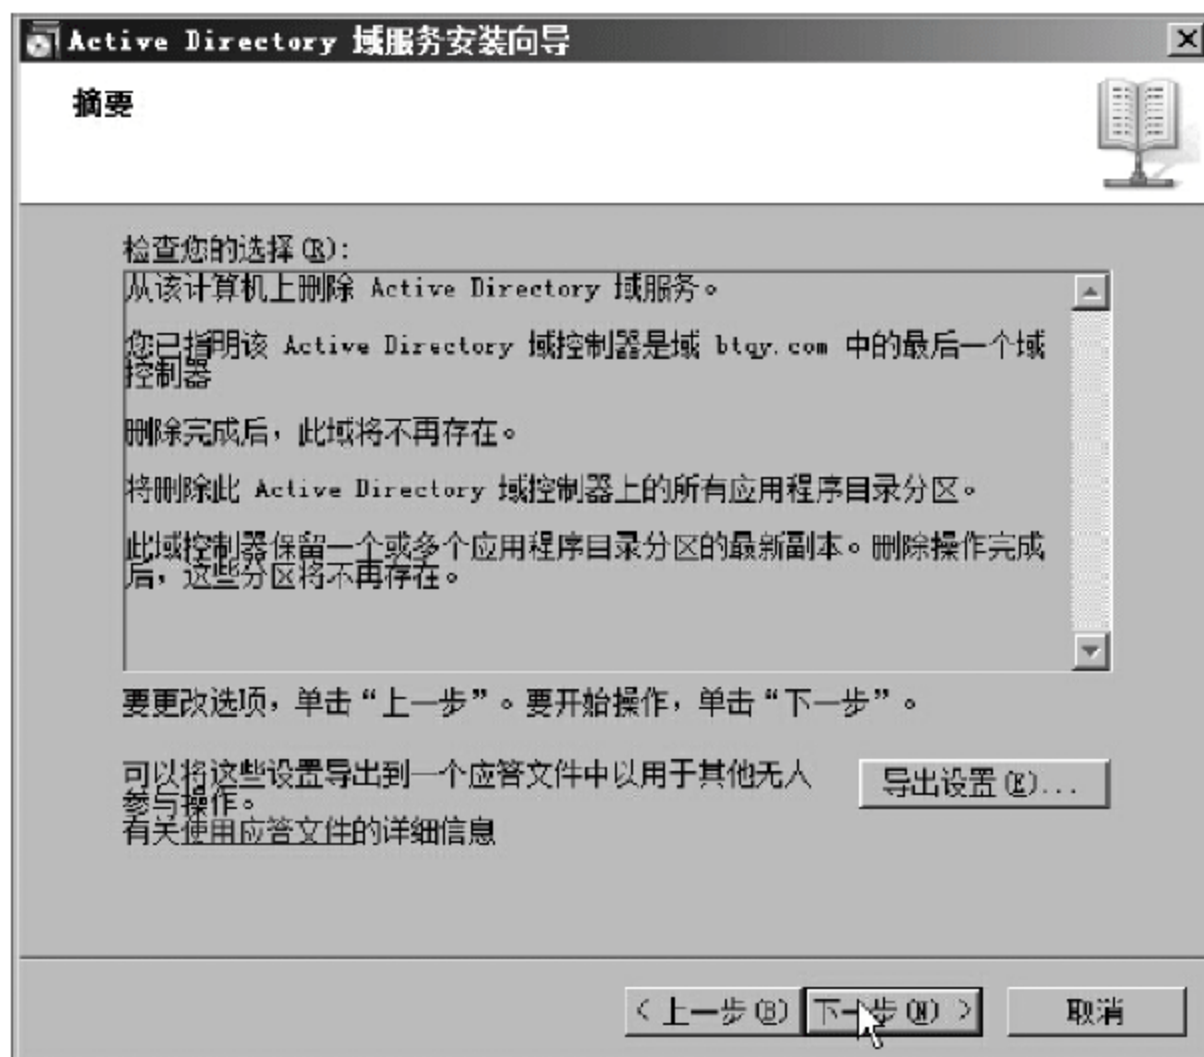 Active Directory 域服务安装向导
摘要
检查您的选择(R):
从该计算机上删除 Active Directory 域服务。
您已指明该 Active Directory 域控制器是域 btqy.com 中的最后一个域
控制器
删除完成后，此域将不再存在。
将删除此 Active Directory 域控制器上的所有应用程序目录分区。
此域控制器保留一个或多个应用程序目录分区的最新副本。删除操作完成
后，这些分区将不再存在。
要更改选项，单击“上一步”。要开始操作，单击“下一步”。
可以将这些设置导出到一个应答文件中以用于其他无人
参与操作。
有关使用应答文件的详细信息
导出设置(E)...
< 上一步(B)
下一步(N) >
取消